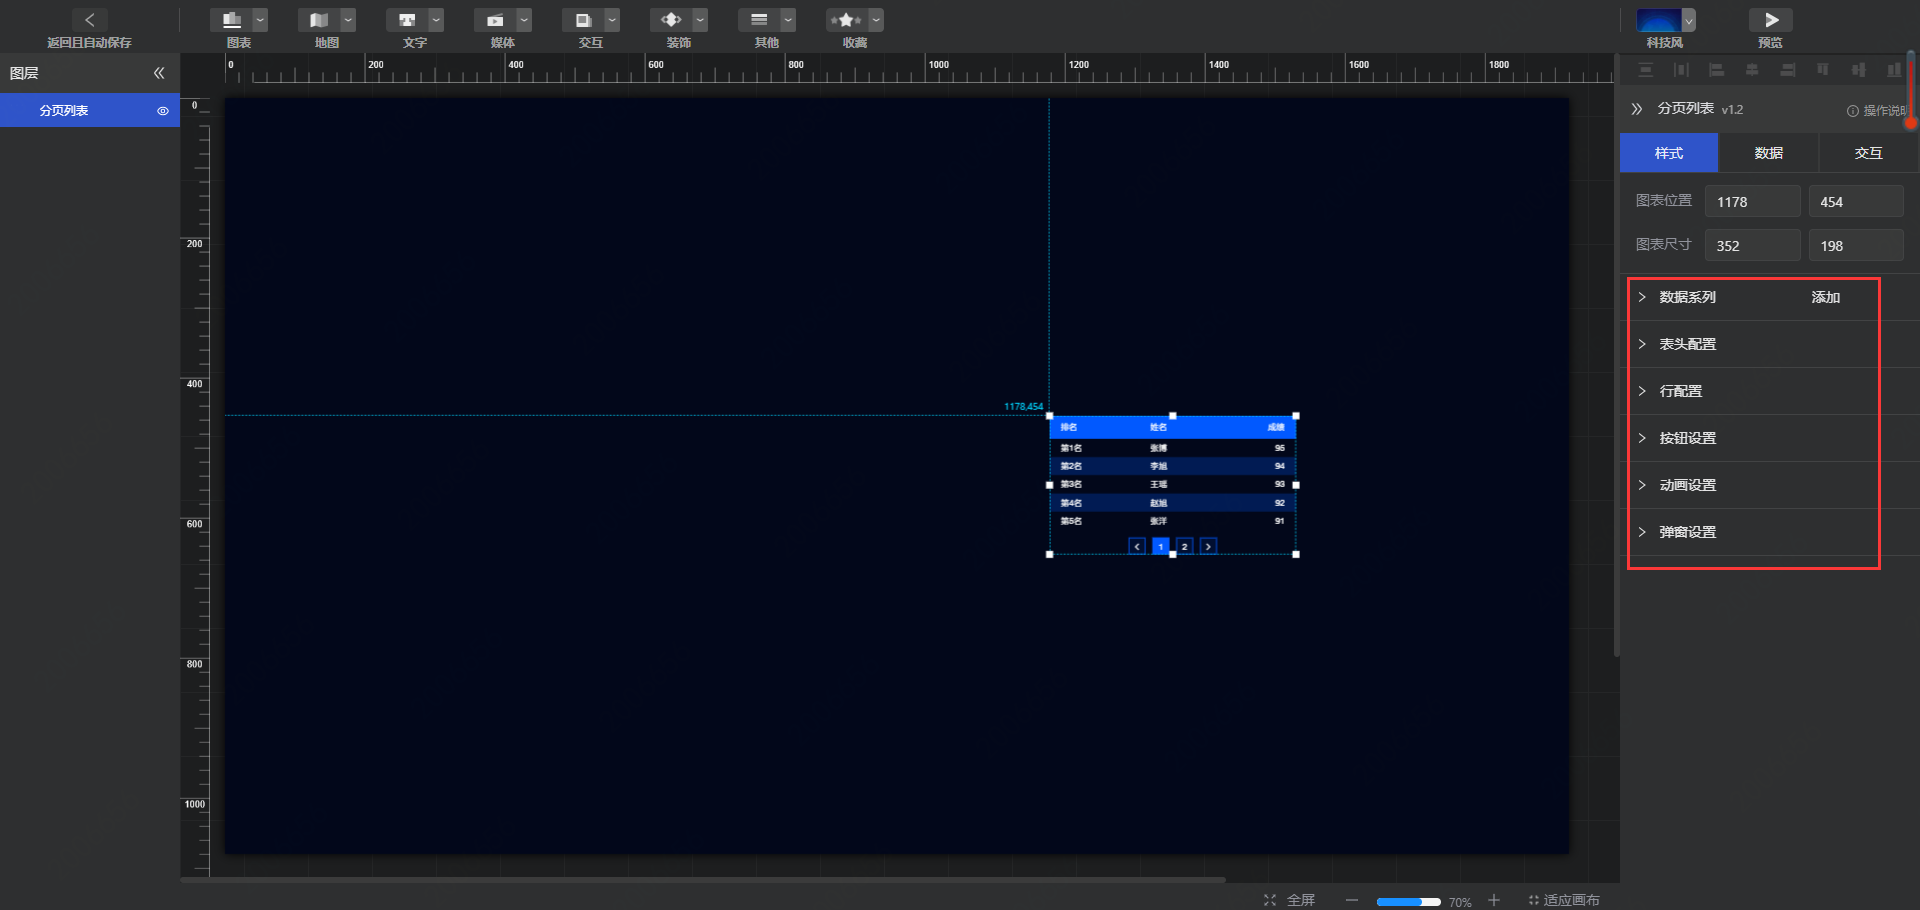 返回且自动保存
图表
地图
文字
媒体
交互
装饰
其他
收藏
科技风
预览
图层
分页列表
0 200 400 600 800 1000 1200 1400 1600 1800
0
200
400
600
800
1000
1178,454
排名 姓名 成绩
第1名 张搏 95
第2名 李旭 94
第3名 王瑶 93
第4名 赵旭 92
第5名 张洋 91
1 2
分页列表 v1.2
操作说明
样式 数据 交互
图表位置 1178 454
图表尺寸 352 198
数据系列 添加
表头配置
行配置
按钮设置
动画设置
弹窗设置
全屏
70%
适应画布